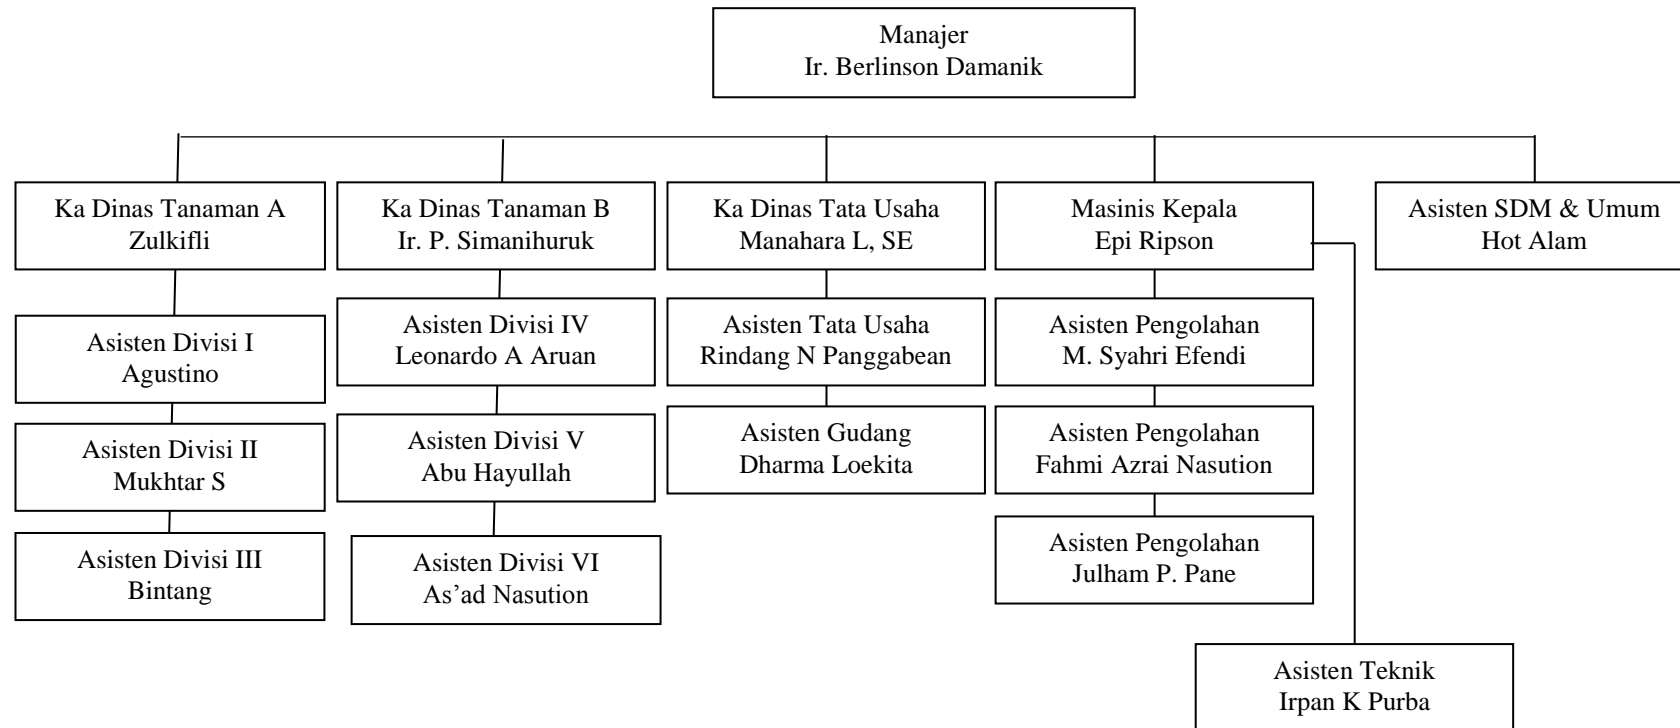 Manajer
Ir. Berlinson Damanik
Ka Dinas Tanaman A
Zulkifli
Asisten Divisi I
Agustino
Asisten Divisi II
Mukhtar S
Asisten Divisi III
Bintang
Ka Dinas Tanaman B
Ir. P. Simanihuruk
Asisten Divisi IV
Leonardo A Aruan
Asisten Divisi V
Abu Hayullah
Asisten Divisi VI
As’ad Nasution
Ka Dinas Tata Usaha
Manahara L, SE
Asisten Tata Usaha
Rindang N Panggabean
Asisten Gudang
Dharma Loekita
Masinis Kepala
Epi Ripson
Asisten Pengolahan
M. Syahri Efendi
Asisten Pengolahan
Fahmi Azrai Nasution
Asisten Pengolahan
Julham P. Pane
Asisten Teknik
Irpan K Purba
Asisten SDM & Umum
Hot Alam